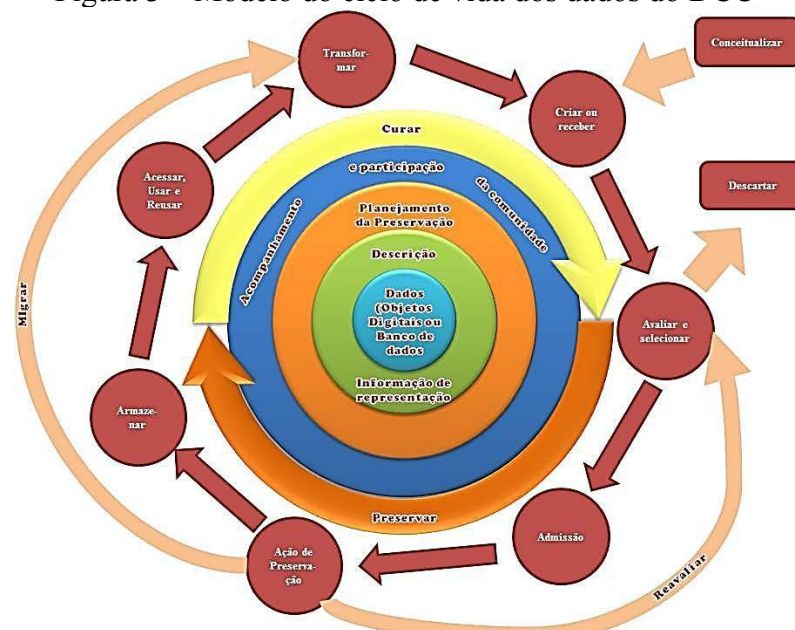 Transfor-
mar
Conceitualizar
Criar ou
receber
Curar
e participação
Acessar,
Usar e
Reusar
da comunidade
Descartar
Planejamento
da Preservação
Acompanhamento
Descrição
Dados
(Objetos
Digitais ou
Banco de
dados
Migrar
Avaliar e
selecionar
Informação de
representação
Armaze-
nar
Preservar
Admissão
Ação de
Preserva-
ção
Reavaliar